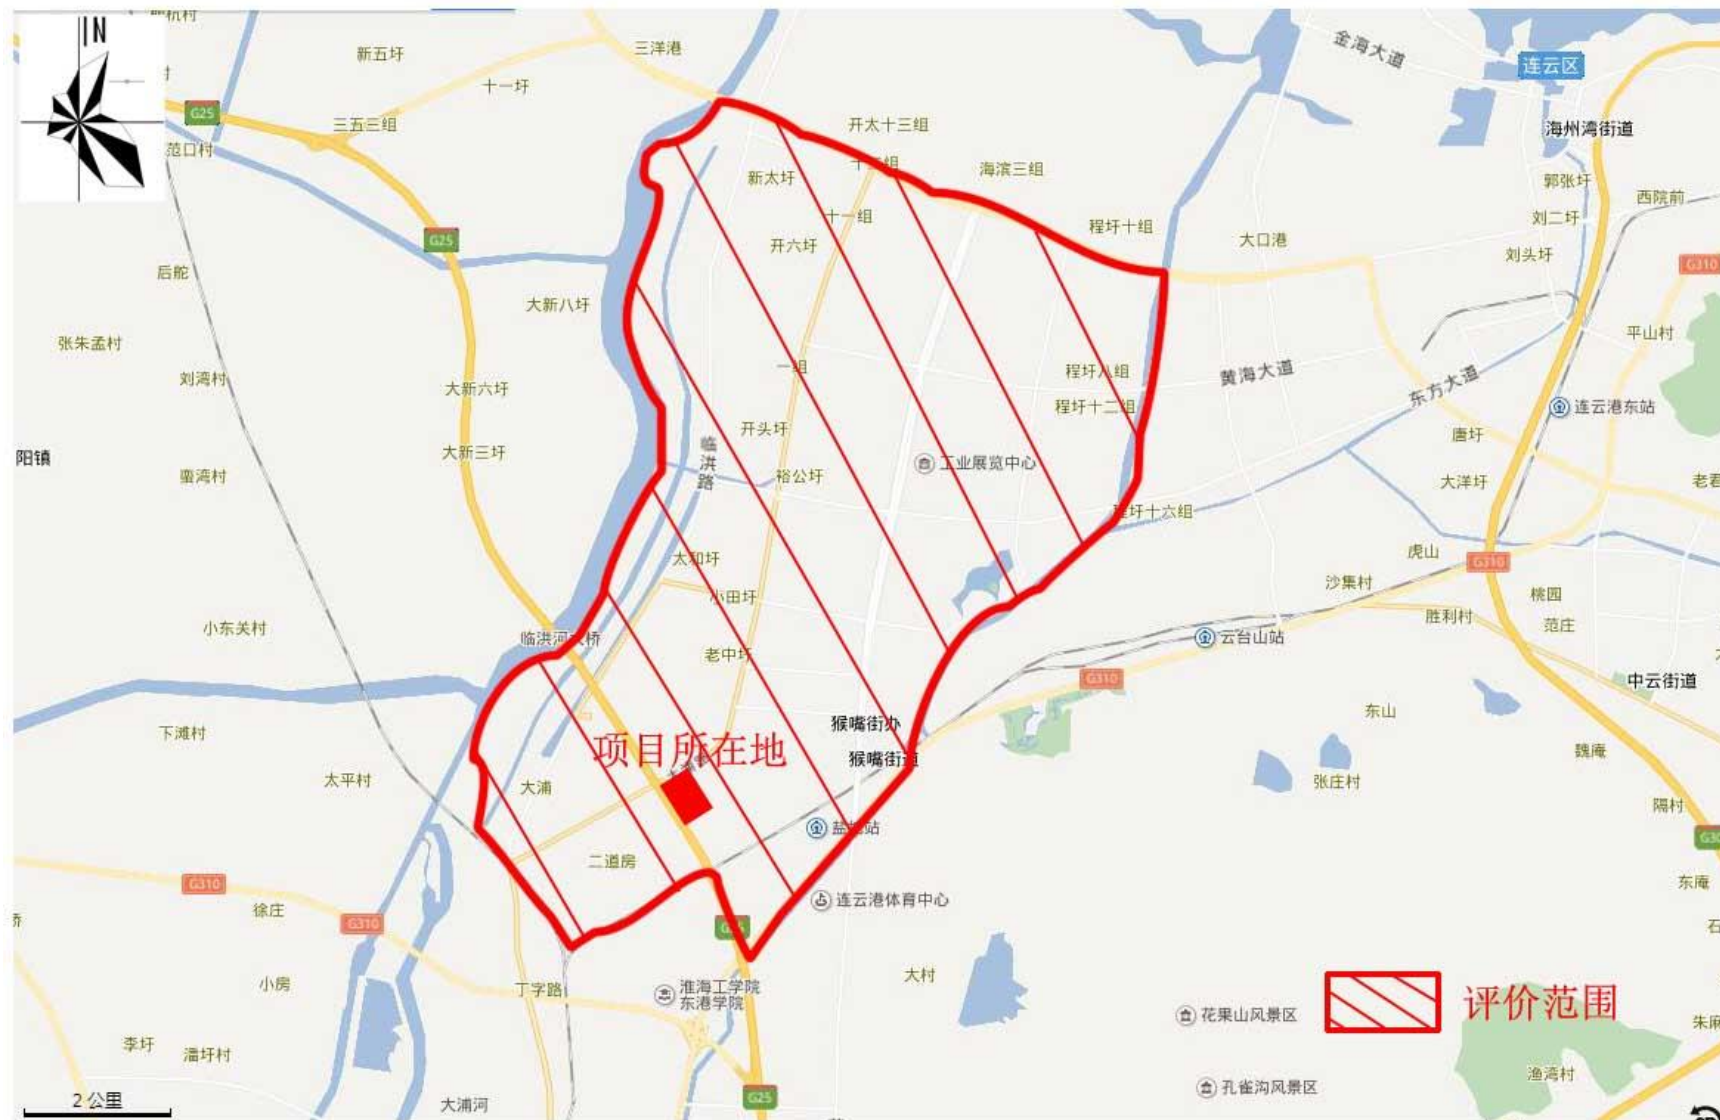 N
新五圩
三洋港
金海大道
连云区
十一圩
G25
三五三组
开太十三组
海州湾街道
范口村
海滨三组
新太圩
郭张圩
西院前
十一组
刘二圩
程圩十组
大口港
G25
开六圩
刘头圩
G310
后舵
大新八圩
张朱孟村
平山村
一组
程圩八组
黄海大道
刘湾村
大新六圩
东方大道
程圩十二组
连云港东站
开头圩
唐圩
大新三圩
临洪路
阳镇
工业展览中心
蛮湾村
裕公圩
大洋圩
程圩十六组
虎山
太和圩
G310
沙集村
桃园
小田圩
胜利村
范庄
小东关村
临洪河大桥
云台山站
老中圩
G310
中云街道
东山
下滩村
猴嘴街办
项目所在地
魏庵
猴嘴街道
太平村
大浦
张庄村
隔村
盐坨站
二道房
G310
东庵
连云港体育中心
徐庄
G310
大村
小房
丁字路
淮海工学院
东港学院
花果山风景区
评价范围
李圩
潘圩村
渔湾村
孔雀沟风景区
2 公里
大浦河
G25